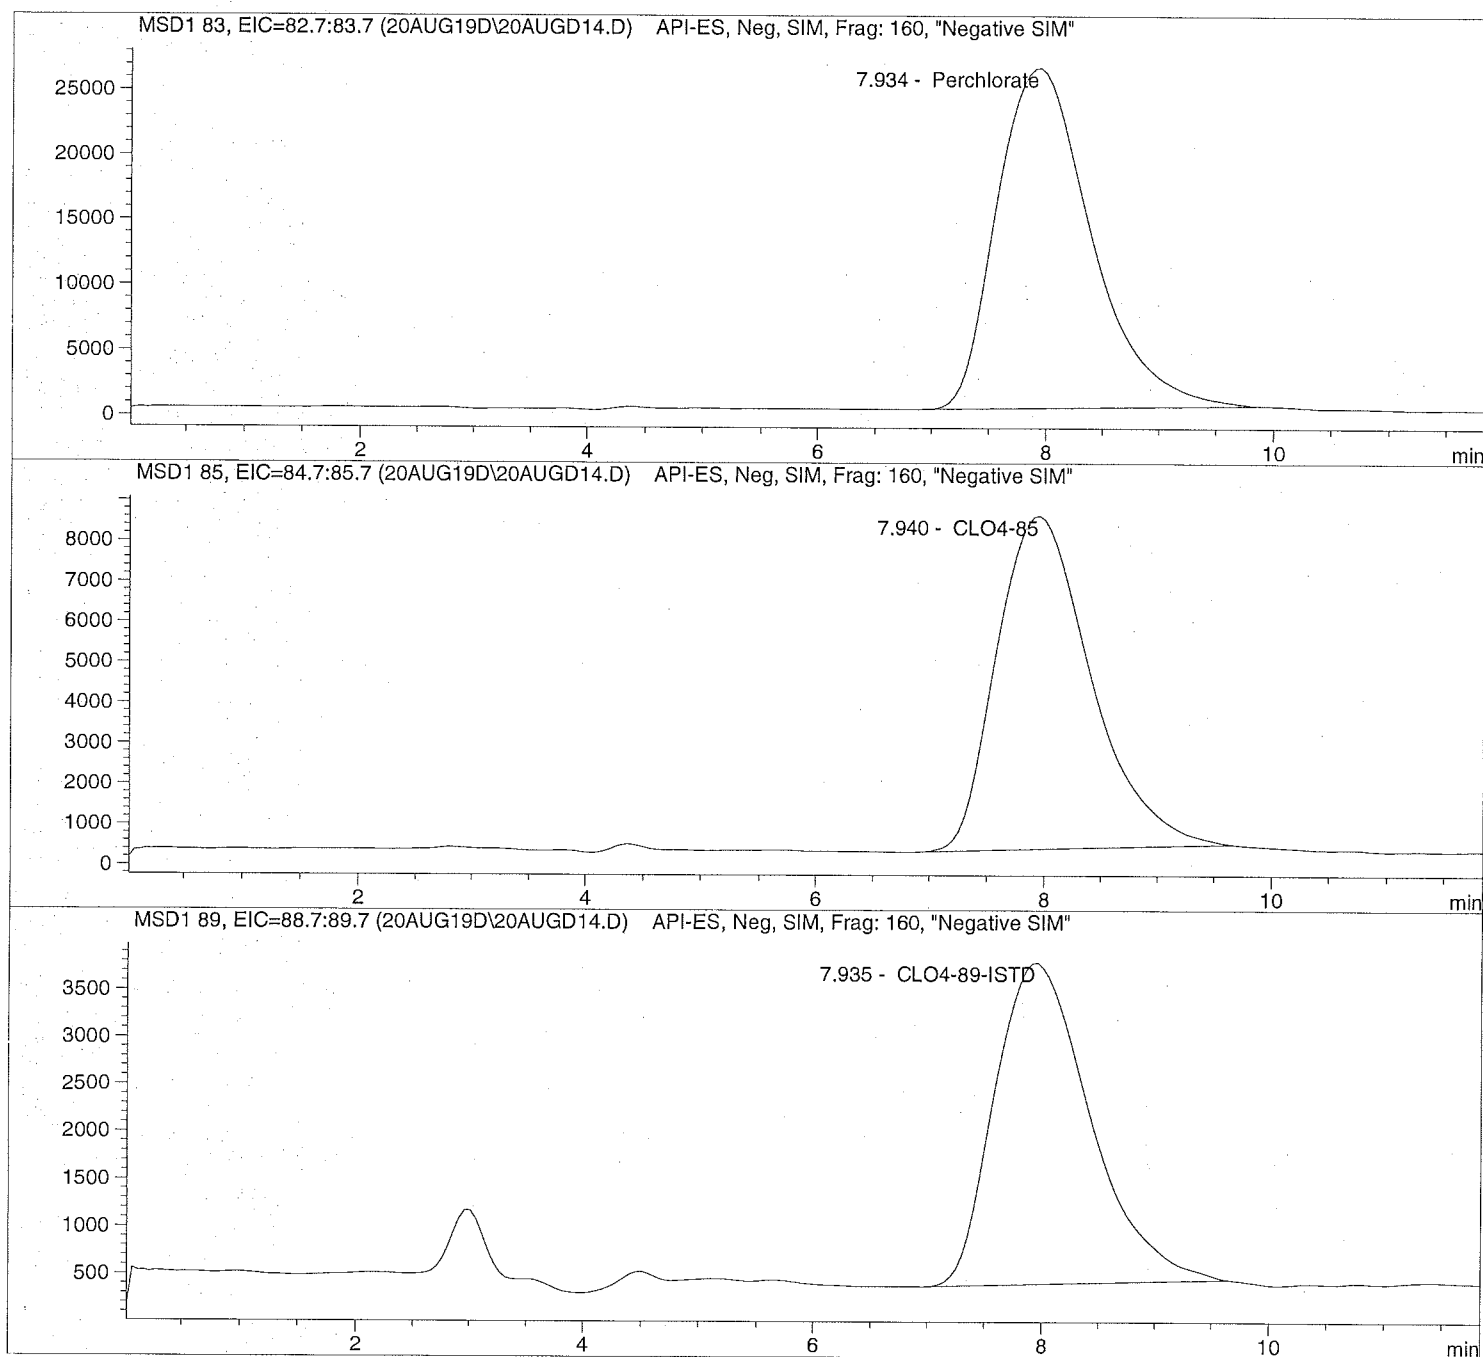 MSD1 83, EIC=82.7:83.7 (20AUG19D\20AUGD14.D) API-ES, Neg, SIM, Frag: 160, "Negative SIM"
7.934 - Perchlorate
25000
20000
15000
10000
5000
0
2 4 6 8 10 min
MSD1 85, EIC=84.7:85.7 (20AUG19D\20AUGD14.D) API-ES, Neg, SIM, Frag: 160, "Negative SIM"
7.940 - CLO4-85
8000
7000
6000
5000
4000
3000
2000
1000
0
2 4 6 8 10 min
MSD1 89, EIC=88.7:89.7 (20AUG19D\20AUGD14.D) API-ES, Neg, SIM, Frag: 160, "Negative SIM"
7.935 - CLO4-89-ISTD
3500
3000
2500
2000
1500
1000
500
2 4 6 8 10 min